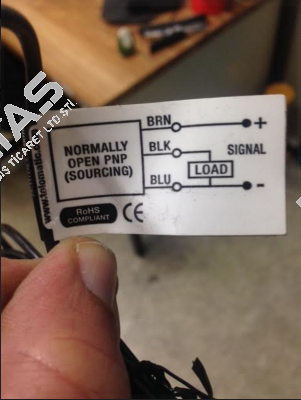 BRN +
NORMALLY
OPEN PNP
(SOURCING)
BLK SIGNAL
LOAD
BLU -
RoHS
COMPLIANT
CE